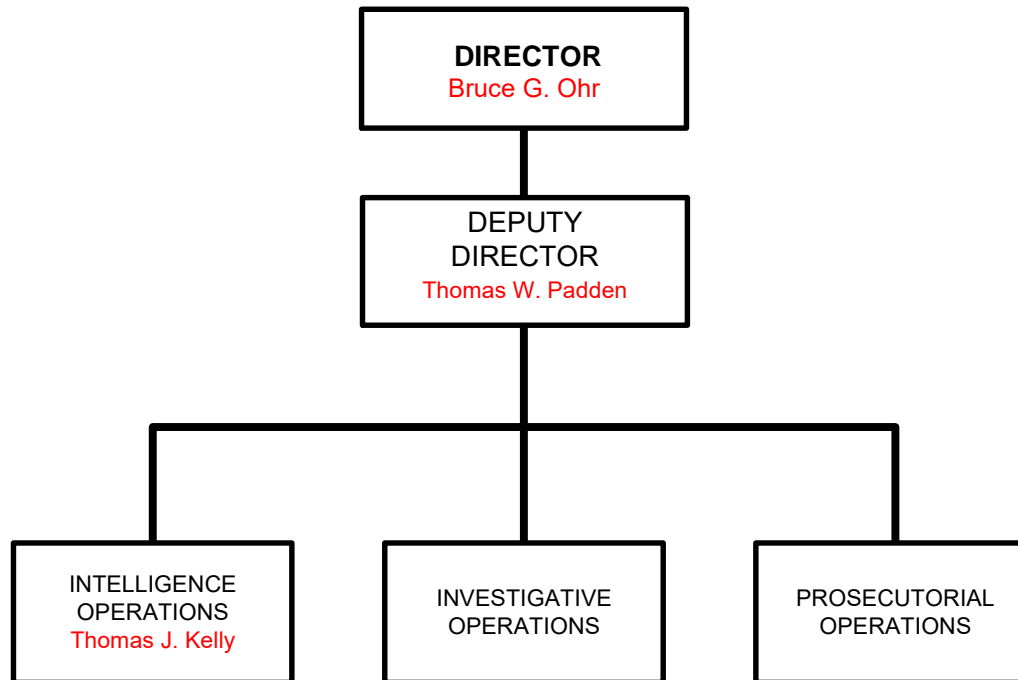 DIRECTOR
Bruce G. Ohr
DEPUTY
DIRECTOR
Thomas W. Padden
INTELLIGENCE
OPERATIONS
Thomas J. Kelly
INVESTIGATIVE
OPERATIONS
PROSECUTORIAL
OPERATIONS